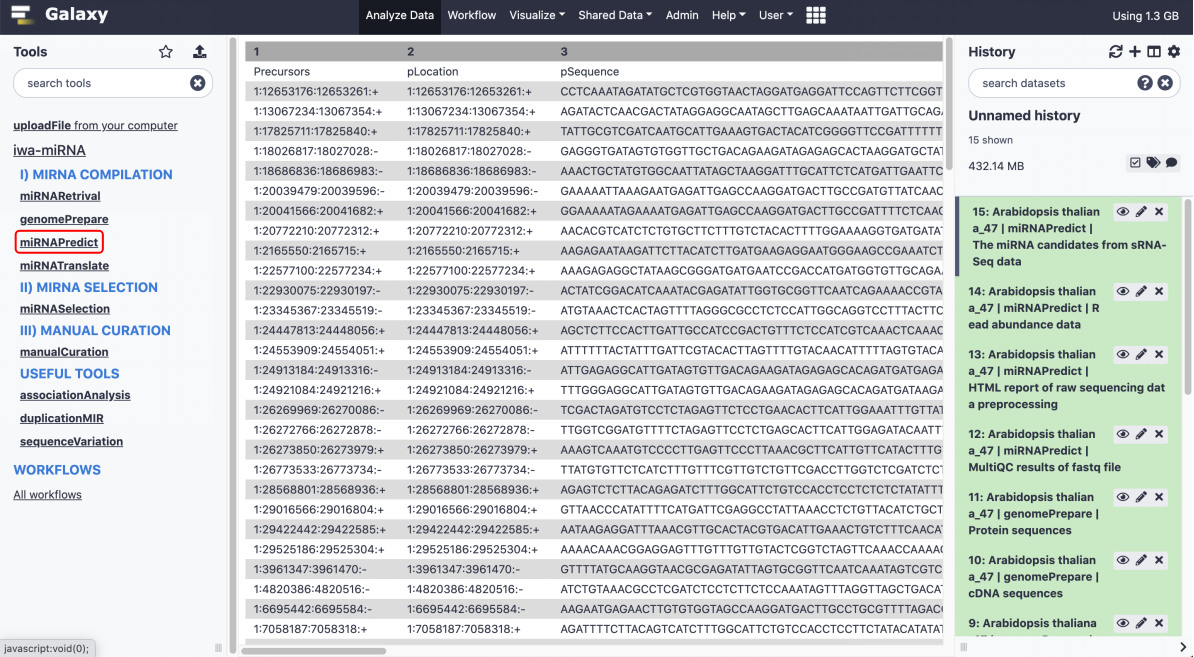 Galaxy
Analyze Data Workflow Visualize Shared Data Admin Help User
Using 1.3 GB
Tools
search tools
uploadFile from your computer
iwa-miRNA
I) MIRNA COMPILATION
miRNARetrival
genomePrepare
miRNAPredict
miRNATranslate
II) MIRNA SELECTION
miRNASelection
III) MANUAL CURATION
manualCuration
USEFUL TOOLS
associationAnalysis
duplicationMIR
sequenceVariation
WORKFLOWS
All workflows
javascript:void(0);
1 2 3
Precursors pLocation pSequence
1:12653176:12653261:+ 1:12653176:12653261:+ CCTCAAATAGATATGCTCGTGGTAACTAGGATGAGGATTCCAGTTCTTCGGT
1:13067234:13067354:+ 1:13067234:13067354:+ AGATACTCAACGACTATAGGAGGCAATAGCTTGAGCAAATAATTGATTGCA
1:17825711:17825840:+ 1:17825711:17825840:+ TATTGCGTCGATCAATGCATTGAAAGTGACTACATCGGGGTTCCGATTTTTT
1:18026817:18027028:- 1:18026817:18027028:- GAGGGTGATAGTGTGGTTGCTGACAGAAGATAGAGAGCACTAAGGATGCTAT
1:18686836:18686983:- 1:18686836:18686983:- AAACTGCTATGTGGCAATTATAGCTAAGGATTTGCATTCTCATGATTGAATTC
1:20039479:20039596:- 1:20039479:20039596:- GAAAAATTAAAGAATGAGATTGAGCCAAGGATGACTTGCCGATGTTATCAAC
1:20041566:20041682:+ 1:20041566:20041682:+ GGAAAAATAGAAAATGAGATTGAGCCAAGGATGACTTGCCGATTTTCTCAAC
1:20772210:20772312:+ 1:20772210:20772312:+ AACACGTCATCTCTGTGCTTCTTTGTCTACACTTTTGGAAAAGGTGATGATAT
1:2165550:2165715:+ 1:2165550:2165715:+ AAGAGAATAAGATTCTTACATCTTGATGAAGAGGAATGGGAAGCCGAAATCT
1:22577100:22577234:+ 1:22577100:22577234:+ AAAGAGAGGCTATAAGCGGGATGATGAATCCGACCATGATGGTGTTGCAGA
1:22930075:22930197:- 1:22930075:22930197:- ACTATCGGACATCAAATACGAGATATTGGTGCGGTTCAATCAGAAAACCGTA
1:23345367:23345519:- 1:23345367:23345519:- ATGTAAACTCACTAGTTTTAGGGCGCCTCTCCATTGGCAGGTCCTTTACTTC
1:24447813:24448056:+ 1:24447813:24448056:+ AGCTCTTCCACTTGATTGCCATCCGACTGTTTCTCCATCGTCAAACTCAAAC
1:24553909:24554051:+ 1:24553909:24554051:+ ATTTTTTACTATTTGATTCGTACACTTAGTTTTGTAACATTTTTAGTGTACA
1:24913184:24913316:- 1:24913184:24913316:- ATTGAGAGGCATTGATAGTGTTGACAGAAGATAGAGAGCACAGATGATGAGA
1:24921084:24921216:+ 1:24921084:24921216:+ TTTGGGAGGCATTGATAGTGTTGACAGAAGATAGAGAGCACAGATGATAAGA
1:26269969:26270086:- 1:26269969:26270086:- TCGACTAGATGTCCTCTAGAGTTCTCCTGAACACTTCATTGGAAATTTGTTAT
1:26272766:26272878:- 1:26272766:26272878:- TTGGTCGGATGTTTTCTAGAGTTCCTCTGAGCACTTCATTGGAGATACAATT
1:26273850:26273979:+ 1:26273850:26273979:+ AAAGTCAAATGTCCCCTTGAGTTCCCTTAAACGCTTCATTGTTCATACTTTG
1:26773533:26773734:- 1:26773533:26773734:- TTATGTGTTCTCATCTTTGTTTCGTTGTCTGTTCGACCTTGGTCTCGATCTC
1:28568801:28568936:+ 1:28568801:28568936:+ AGAGTCTCTTACAGAGATCTTTGGCATTCTGTCCACCTCCTCTCTCTATATTT
1:29016566:29016804:+ 1:29016566:29016804:+ GTTAACCCATATTTTCATGATTCGAGGCCTATTAAACCTCTGTTACATCTGCT
1:29422442:29422585:+ 1:29422442:29422585:+ AATAAGAGGATTTAAACGTTGCACTACGTGACATTGAAACTGTCTTTCAACA
1:29525186:29525304:+ 1:29525186:29525304:+ AAAACAAACGGAGGAGTTTGTTTGTTGTACTCGGTCTAGTTCAAACCAAAA
1:3961347:3961470:- 1:3961347:3961470:- GTTTTATGCAAGGTAACGCGAGATATTAGTGCGGTTCAATCAAATAGTCGTC
1:4820386:4820516:- 1:4820386:4820516:- ATCTGTAAACGCCTCGATCTCCTCTTCTCCAAATAGTTTAGGTTAGCTGACAT
1:6695442:6695584:- 1:6695442:6695584:- AAGAATGAGAACTTGTGTGGTAGCCAAGGATGACTTGCCTGCGTTTTAGAC
1:7058187:7058318:+ 1:7058187:7058318:+ AGATTTTCTTACAGTCATCTTTGGCATTCTGTCCACCTCCTTCTATACATATAT
History
search datasets
Unnamed history
15 shown
432.14 MB
15: Arabidopsis thalian
a_47 | miRNAPredict |
The miRNA candidates from sRNA-
Seq data
14: Arabidopsis thalian
a_47 | miRNAPredict | R
ead abundance data
13: Arabidopsis thalian
a_47 | miRNAPredict |
HTML report of raw sequencing dat
a preprocessing
12: Arabidopsis thalian
a_47 | miRNAPredict |
MultiQC results of fastq file
11: Arabidopsis thalian
a_47 | genomePrepare |
Protein sequences
10: Arabidopsis thalian
a_47 | genomePrepare |
cDNA sequences
9: Arabidopsis thaliana